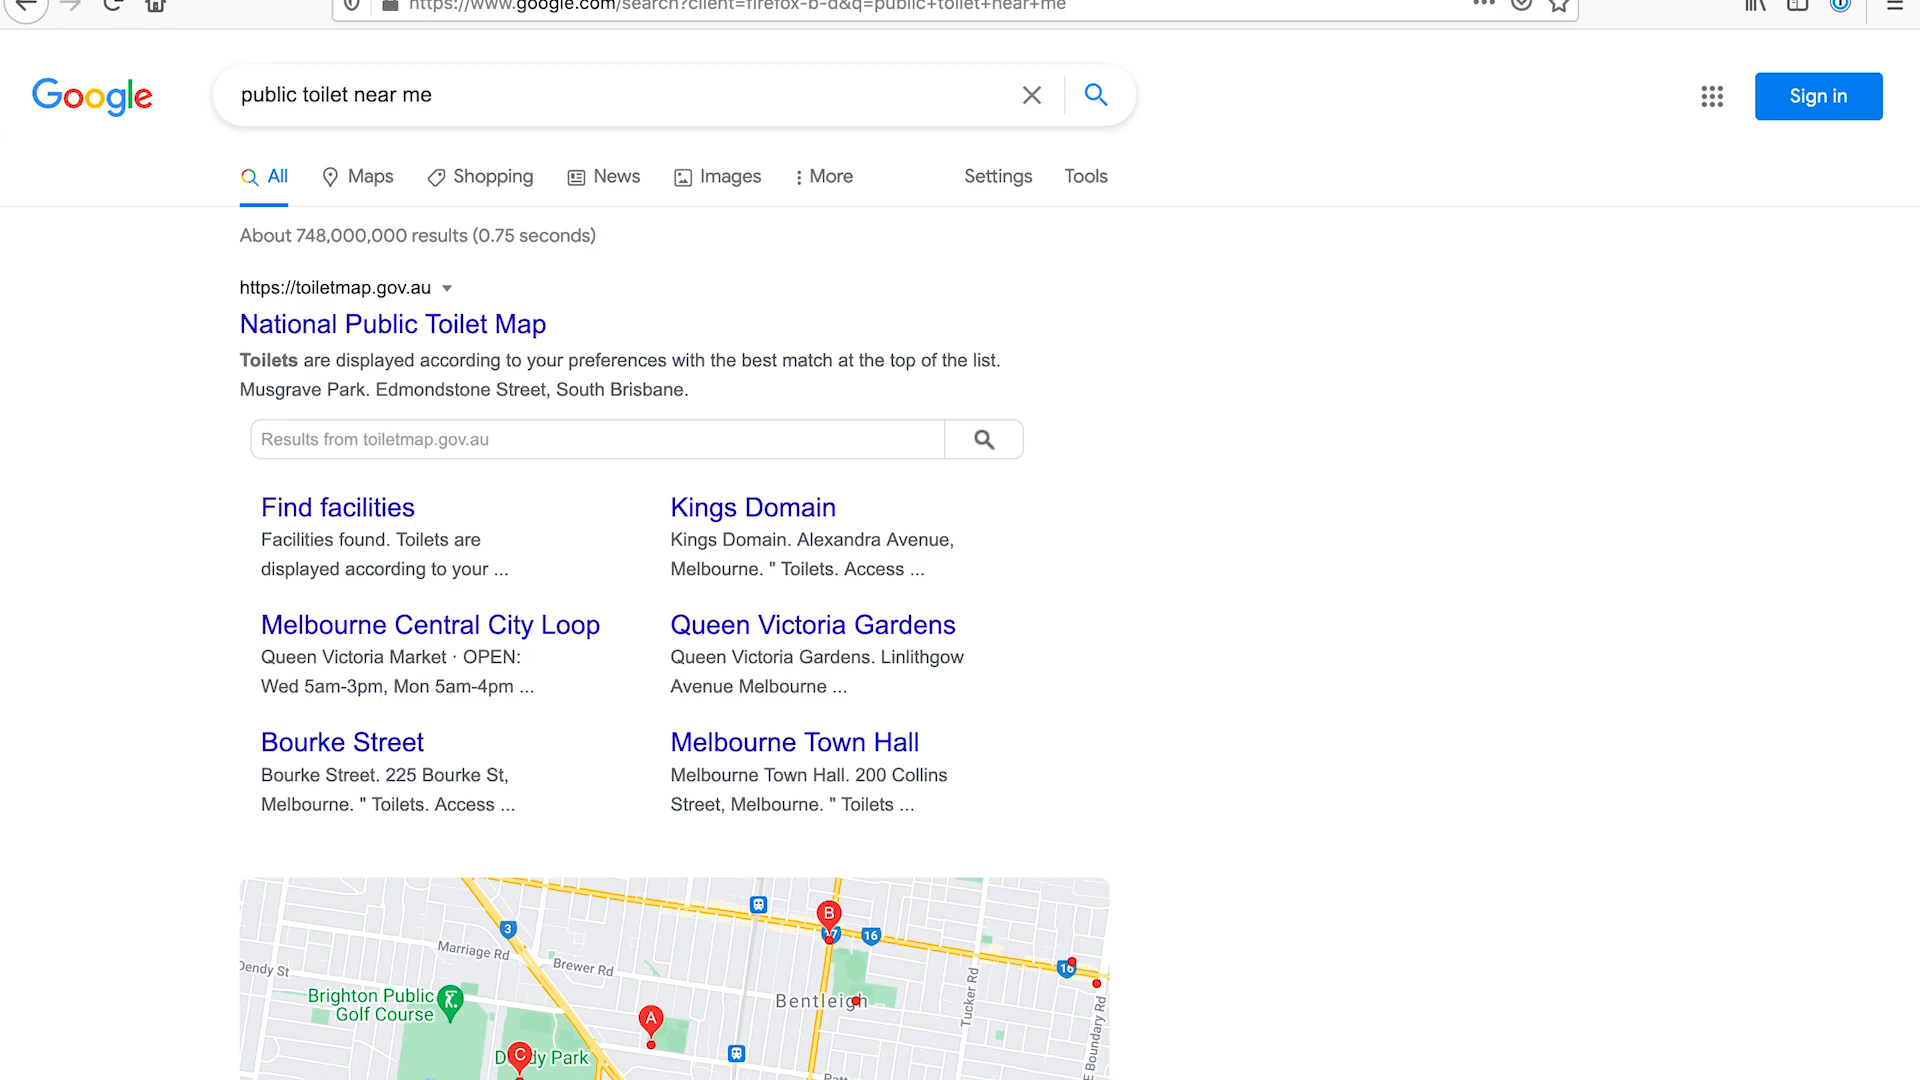 https://www.google.com/search?client=firefox-b-d&q=public+toilet+near+me
Google
public toilet near me
Sign in
All
Maps
Shopping
News
Images
More
Settings
Tools
About 748,000,000 results (0.75 seconds)
https://toiletmap.gov.au
National Public Toilet Map
Toilets are displayed according to your preferences with the best match at the top of the list.
Musgrave Park. Edmondstone Street, South Brisbane.
Results from toiletmap.gov.au
Find facilities
Facilities found. Toilets are
displayed according to your ...
Kings Domain
Kings Domain. Alexandra Avenue,
Melbourne. " Toilets. Access ...
Melbourne Central City Loop
Queen Victoria Market · OPEN:
Wed 5am-3pm, Mon 5am-4pm ...
Queen Victoria Gardens
Queen Victoria Gardens. Linlithgow
Avenue Melbourne ...
Bourke Street
Bourke Street. 225 Bourke St,
Melbourne. " Toilets. Access ...
Melbourne Town Hall
Melbourne Town Hall. 200 Collins
Street, Melbourne. " Toilets ...
B
3
16
Marriage Rd
Brewer Rd
Dendy St
16
Brighton Public
Golf Course
Bentleigh
Tucker Rd
E Boundary Rd
A
C
Park